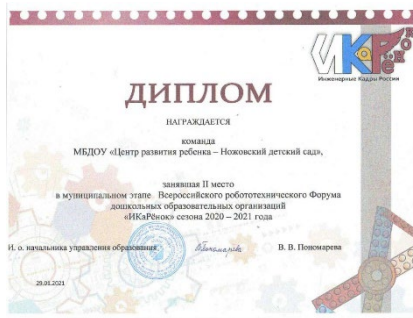 ИКаРёнок
Инженерные Кадры России
ДИПЛОМ
НАГРАЖДАЕТСЯ
команда
МБДОУ «Центр развития ребенка – Ножовский детский сад»,
занявшая II место
в муниципальном этапе Всероссийского робототехнического Форума
дошкольных образовательных организаций
«ИКаРёнок» сезона 2020 – 2021 года
И. о. начальника управления образования
В. В. Пономарева
29.01.2021